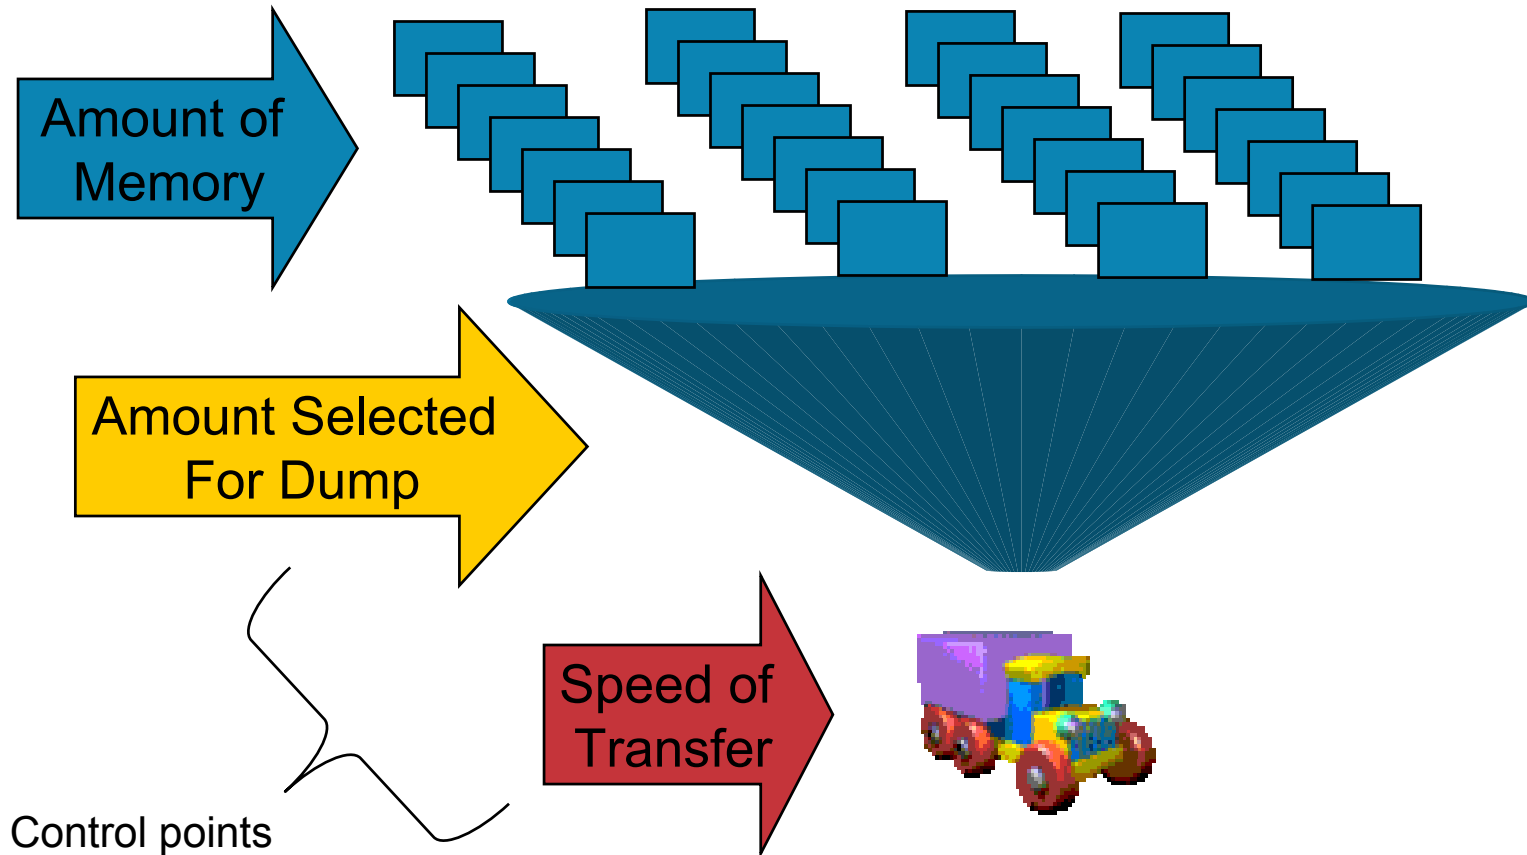 Amount of
Memory
Amount Selected
For Dump
Speed of
Transfer
Control points